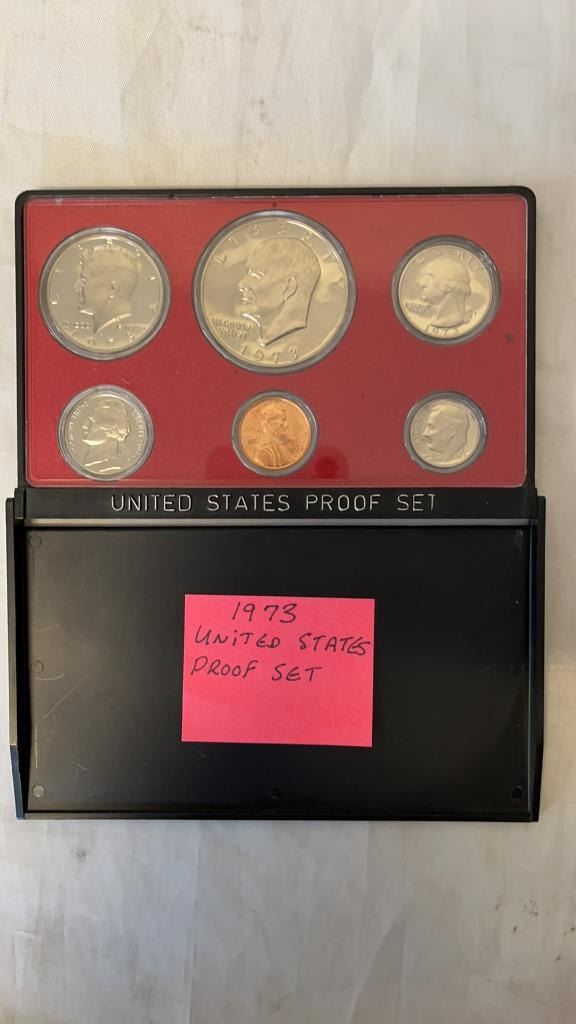 LIBERTY
1973
UNITED STATES PROOF SET
1973
UNITED STATES
PROOF SET